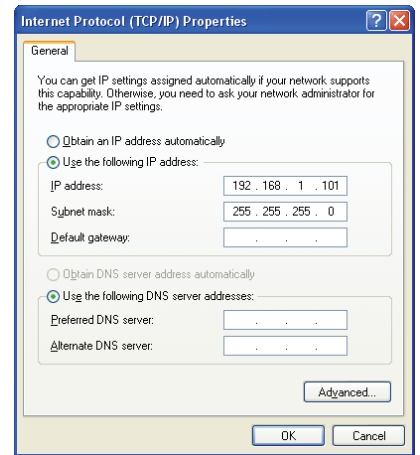 Internet Protocol (TCP/IP) Properties
General
You can get IP settings assigned automatically if your network supports
this capability. Otherwise, you need to ask your network administrator for
the appropriate IP settings.
Obtain an IP address automatically
Use the following IP address:
IP address: 192 . 168 . 1 . 101
Subnet mask: 255 . 255 . 255 . 0
Default gateway: . . .
Obtain DNS server address automatically
Use the following DNS server addresses:
Preferred DNS server: . . .
Alternate DNS server: . . .
Advanced...
OK Cancel